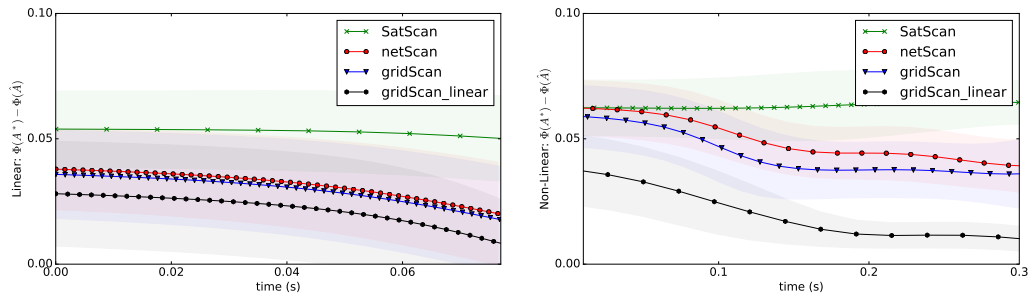 0.10
0.05
0.00
Linear: Φ(A*) − Φ(Â)
SatScan
netScan
gridScan
gridScan_linear
0.00 0.02 0.04 0.06
time (s)
0.10
0.05
0.00
Non-Linear: Φ(A*) − Φ(Â)
SatScan
netScan
gridScan
gridScan_linear
0.1 0.2 0.3
time (s)